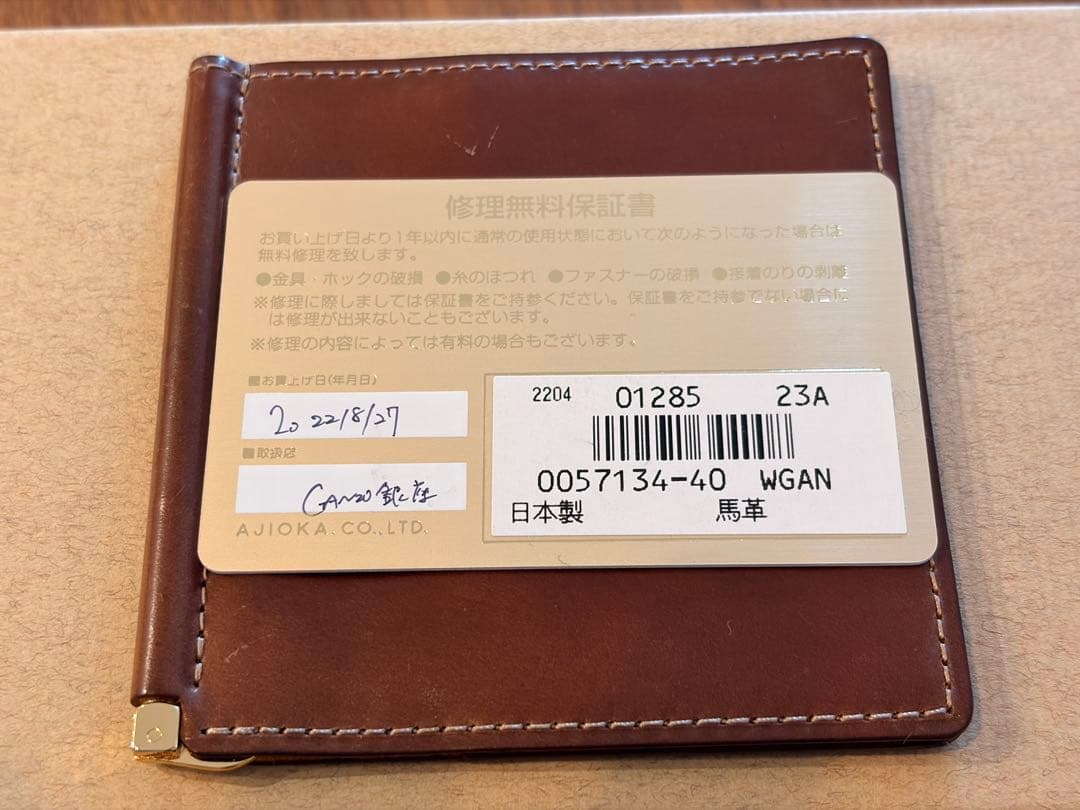 修理無料保証書
お買い上げ日より1年以内に通常の使用状態において次のようになった場合は
無料修理を致します。
●金具・ホックの破損 ●糸のほつれ ●ファスナーの破損 ●接着のりの剥離
※修理に際しましては保証書をご持参ください。保証書をご持参でない場合に
は修理が出来ないこともございます。
※修理の内容によっては有料の場合もございます。
■お買上げ日(年月日)
2022/8/27
■取扱店
GANZO銀座
AJIOKA.CO.,LTD.
2204 01285 23A
0057134-40 WGAN
日本製 馬革